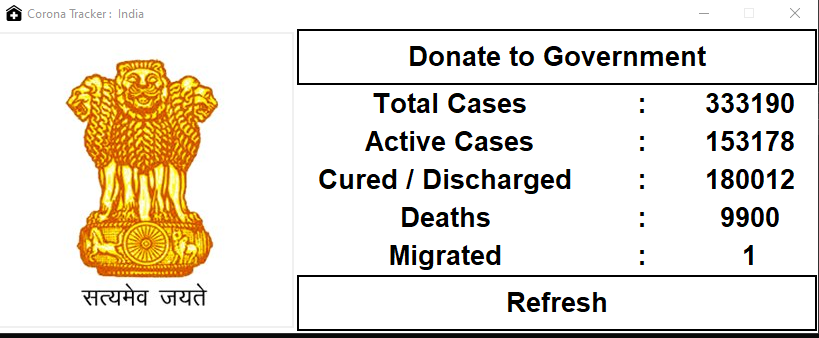 Corona Tracker : India
सत्यमेव जयते
Donate to Government
Total Cases : 333190
Active Cases : 153178
Cured / Discharged : 180012
Deaths : 9900
Migrated : 1
Refresh